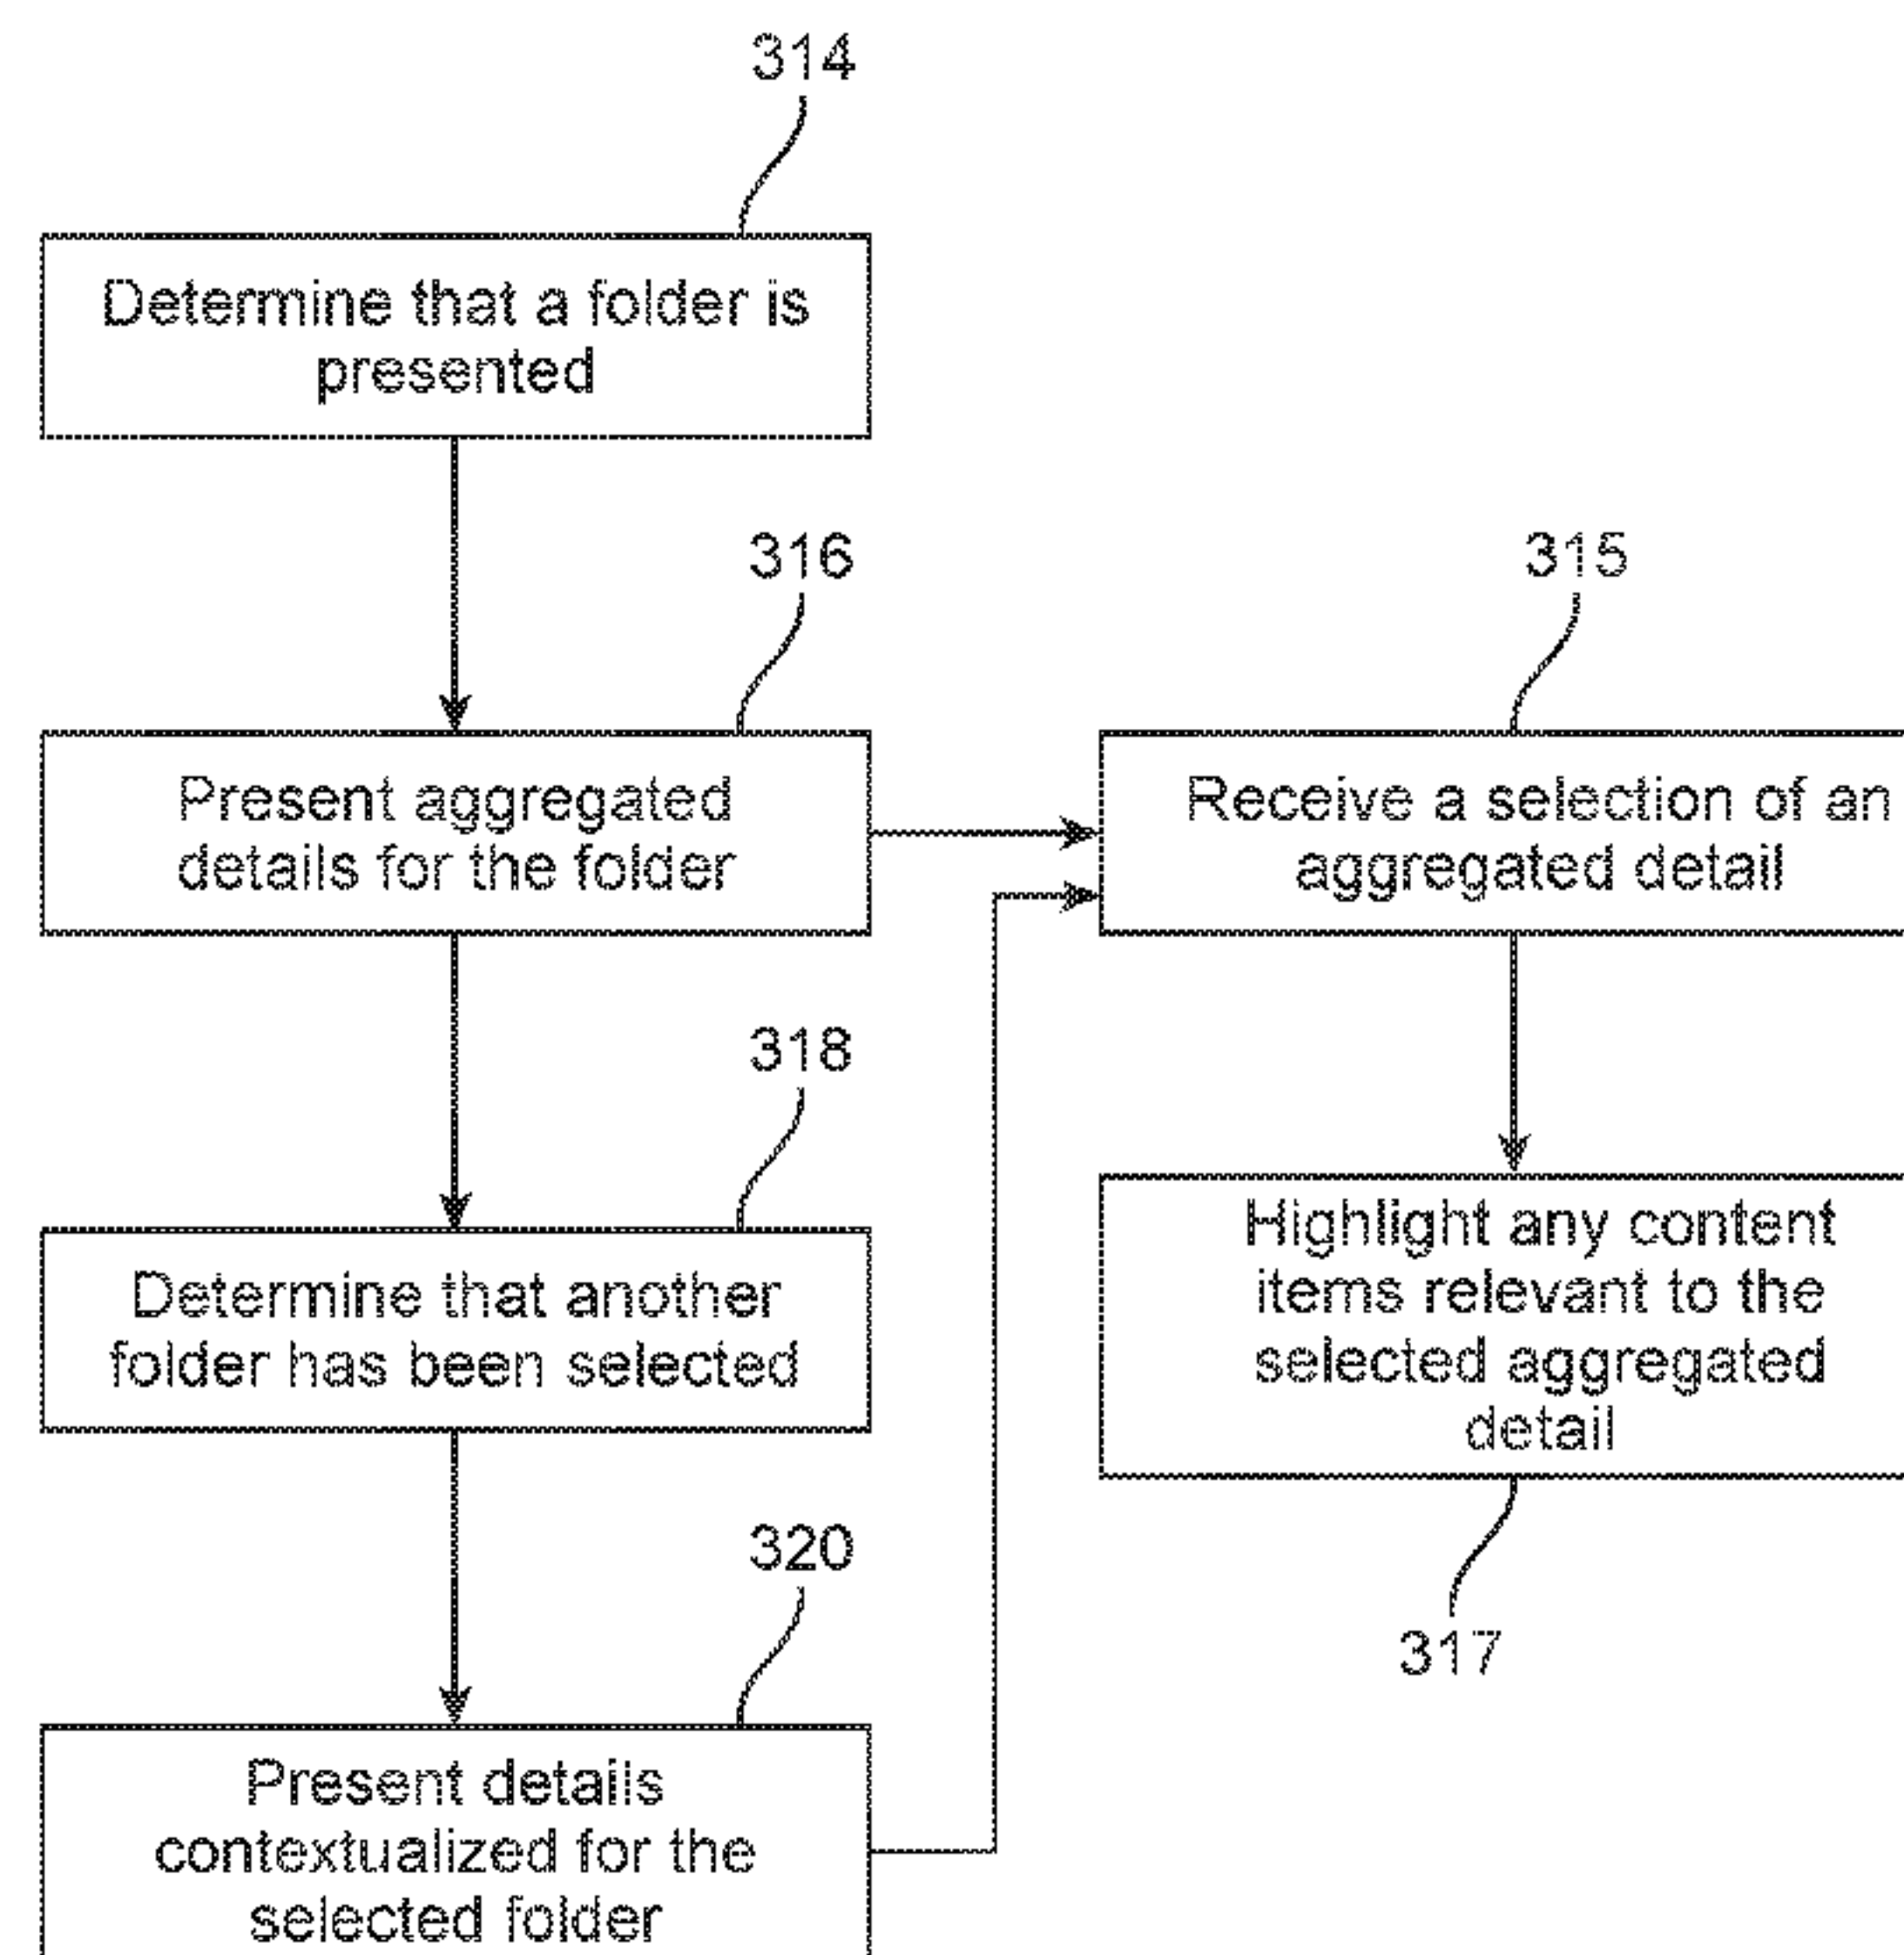 314
Determine that a folder is
presented
316
Present aggregated
details for the folder
318
Determine that another
folder has been selected
320
Present details
contextualized for the
selected folder
315
Receive a selection of an
aggregated detail
Highlight any content
items relevant to the
selected aggregated
detail
317